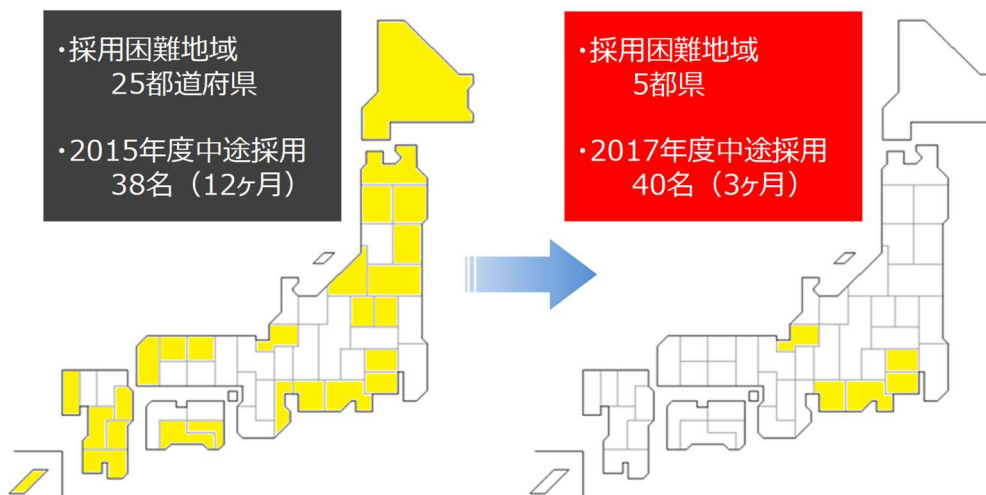 ・採用困難地域
25都道府県
・2015年度中途採用
38名（12ヶ月）
・採用困難地域
5都県
・2017年度中途採用
40名（3ヶ月）